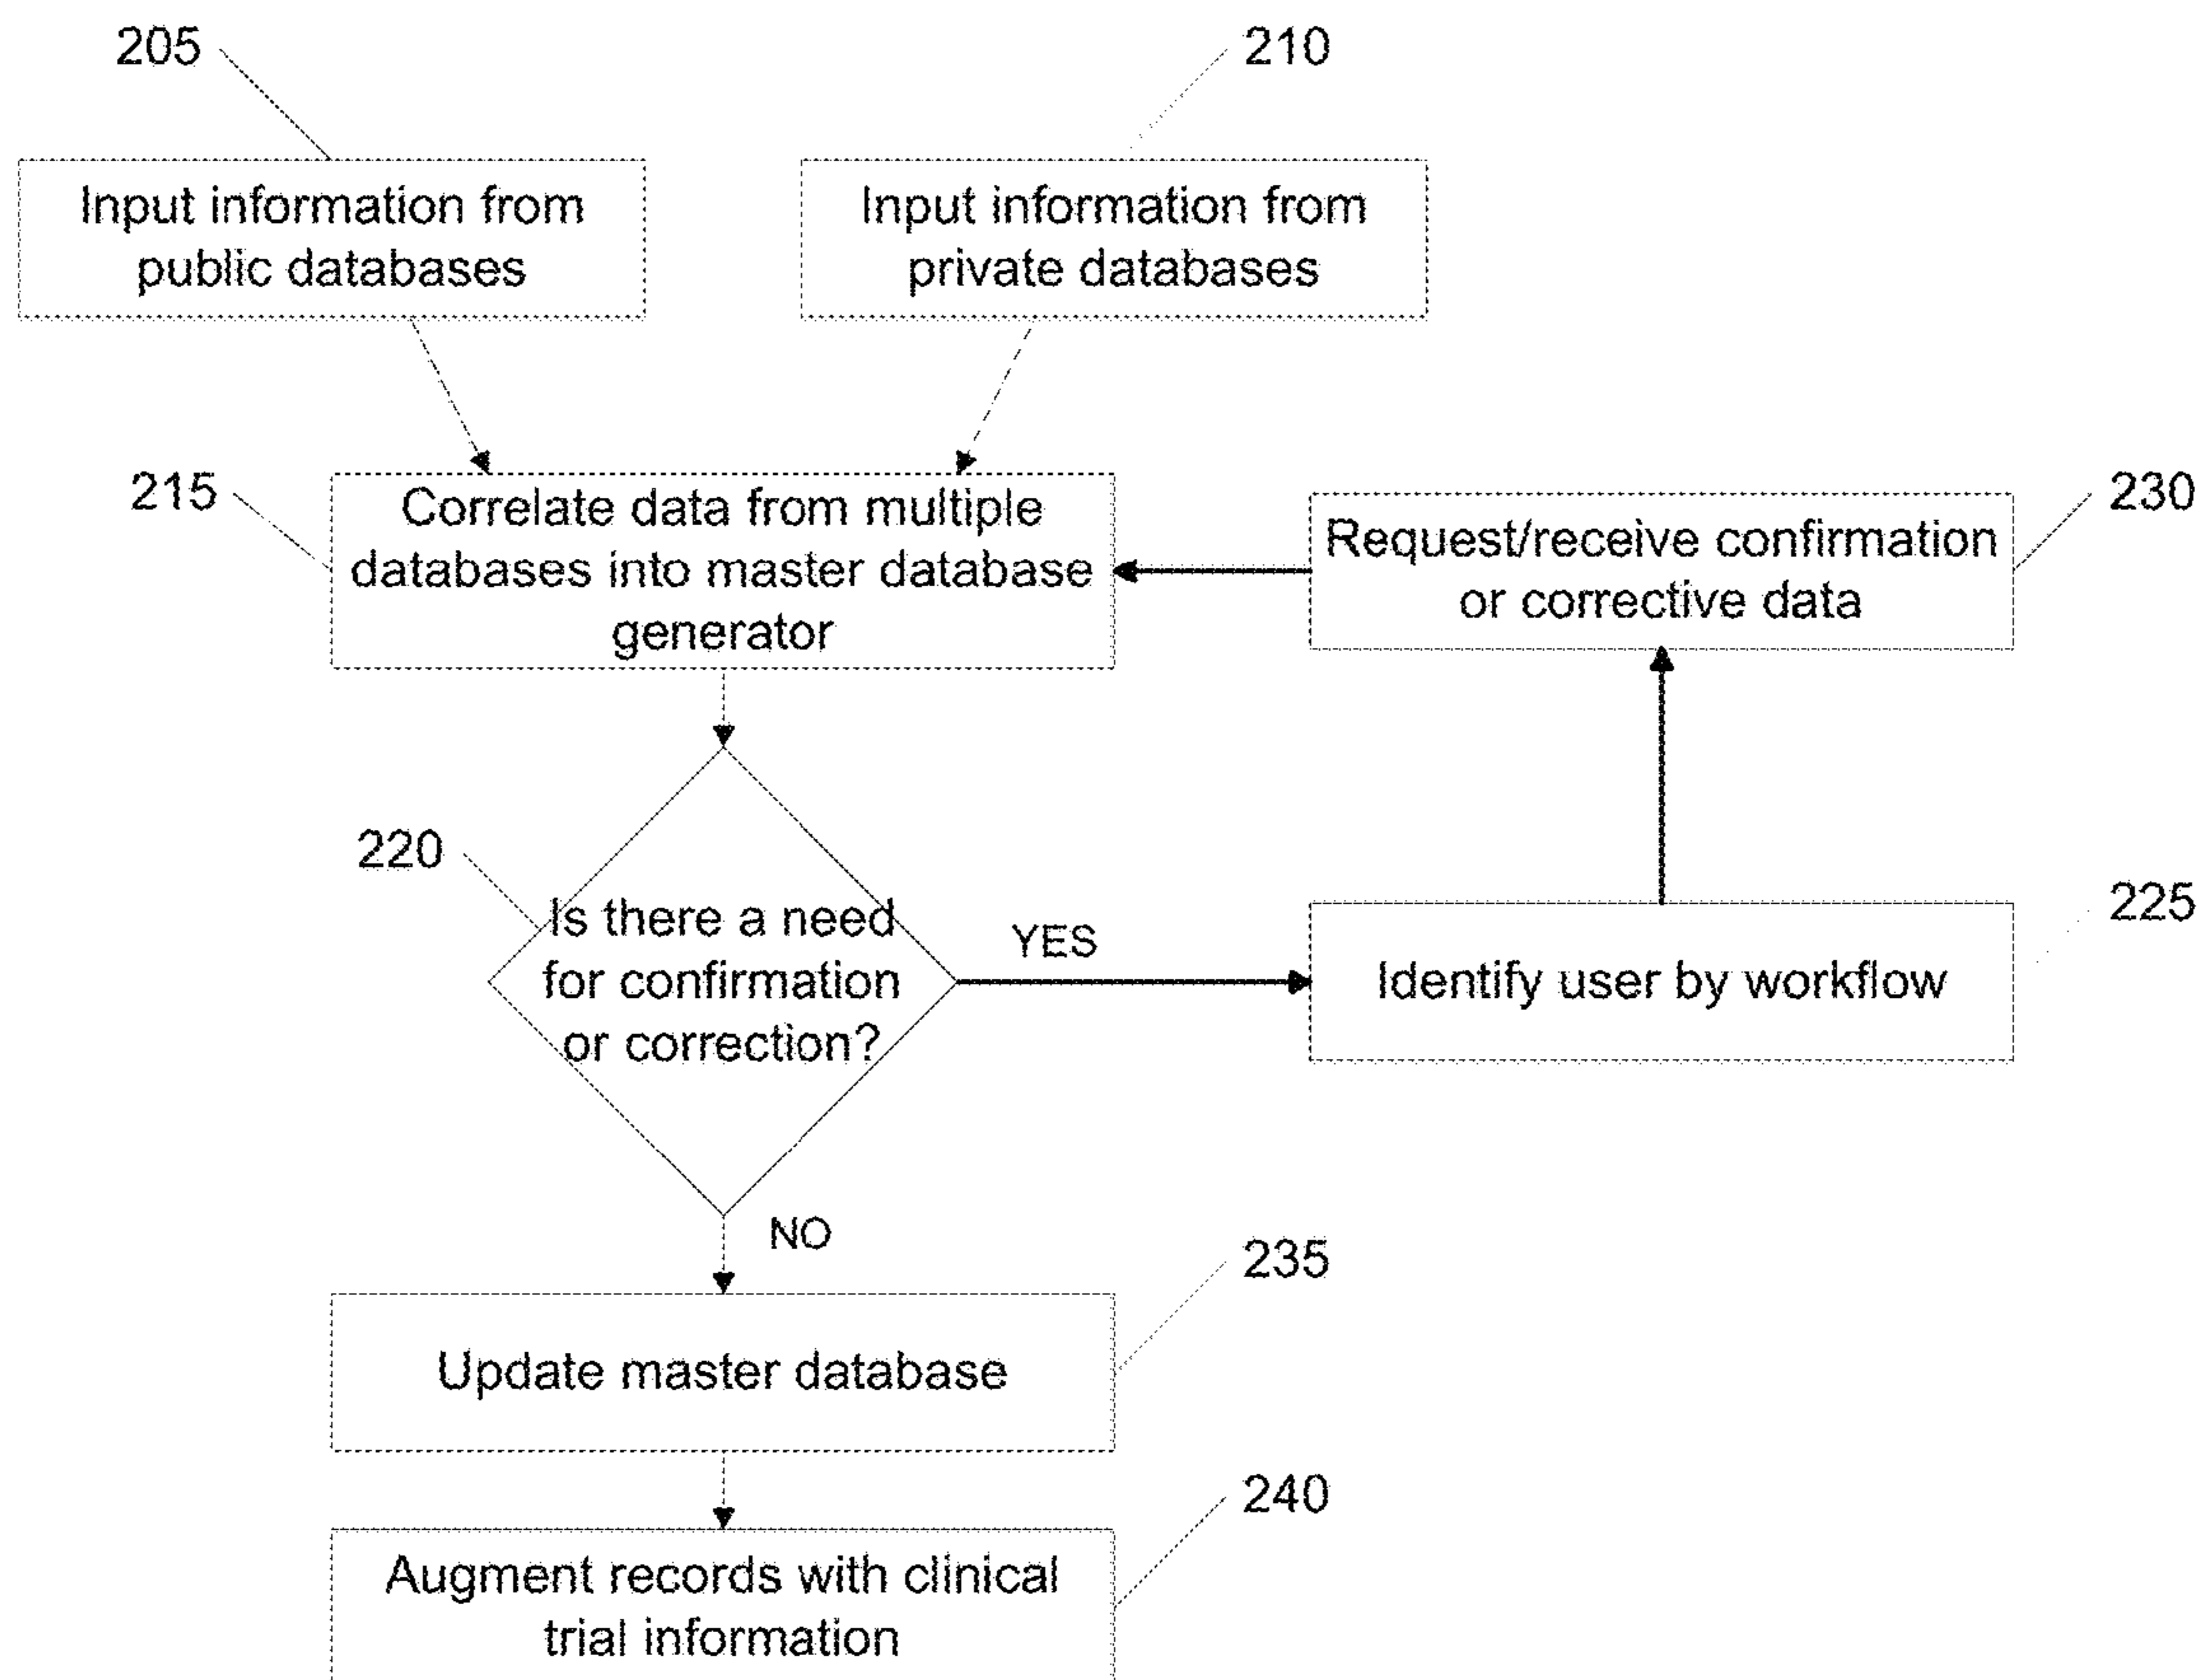 205
210
Input information from
public databases
Input information from
private databases
215
Correlate data from multiple
databases into master database
generator
230
Request/receive confirmation
or corrective data
220
Is there a need
for confirmation
or correction?
YES
225
Identify user by workflow
NO
235
Update master database
240
Augment records with clinical
trial information